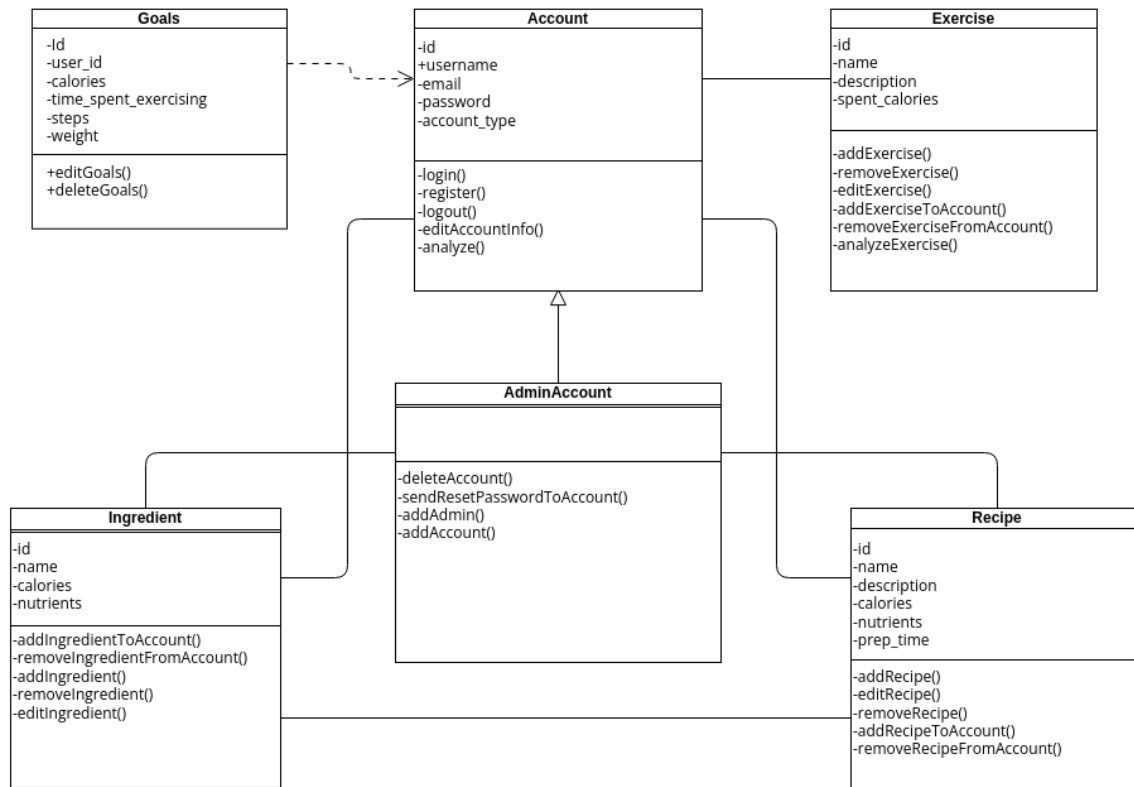 Goals
-Id
-user_id
-calories
-time_spent_exercising
-steps
-weight
+editGoals()
+deleteGoals()
Account
-id
+username
-email
-password
-account_type
-login()
-register()
-logout()
-editAccountInfo()
-analyze()
Exercise
-id
-name
-description
-spent_calories
-addExercise()
-removeExercise()
-editExercise()
-addExerciseToAccount()
-removeExerciseFromAccount()
-analyzeExercise()
AdminAccount
-deleteAccount()
-sendResetPasswordToAccount()
-addAdmin()
-addAccount()
Ingredient
-id
-name
-calories
-nutrients
-addIngredientToAccount()
-removeIngredientFromAccount()
-addIngredient()
-removeIngredient()
-editIngredient()
Recipe
-id
-name
-description
-calories
-nutrients
-prep_time
-addRecipe()
-editRecipe()
-removeRecipe()
-addRecipeToAccount()
-removeRecipeFromAccount()